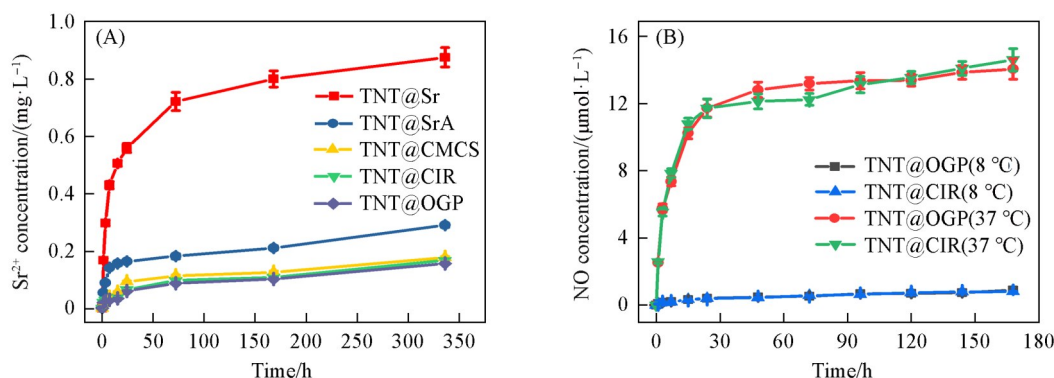 (A)
Sr²⁺ concentration/(mg·L⁻¹)
1.0
0.8
0.6
0.4
0.2
0
TNT@Sr
TNT@SrA
TNT@CMCS
TNT@CIR
TNT@OGP
0 50 100 150 200 250 300 350
Time/h
(B)
NO concentration/(μmol·L⁻¹)
16
12
8
4
0
TNT@OGP(8 ℃)
TNT@CIR(8 ℃)
TNT@OGP(37 ℃)
TNT@CIR(37 ℃)
0 30 60 90 120 150 180
Time/h